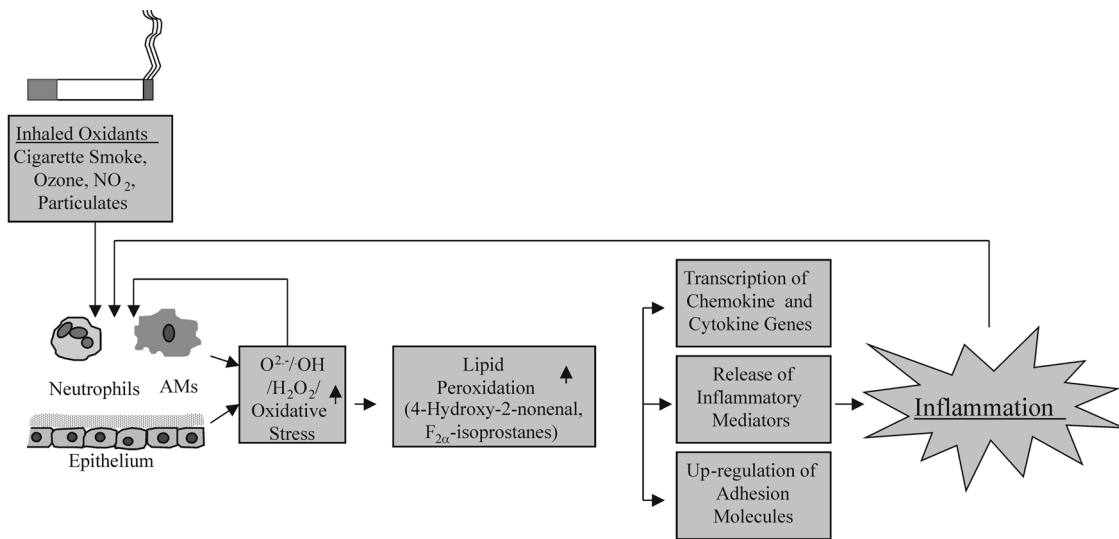 Inhaled Oxidants
Cigarette Smoke,
Ozone, NO₂,
Particulates
Neutrophils
AMs
Epithelium
O²·⁻/·OH
/H₂O₂/
Oxidative
Stress
Lipid
Peroxidation
(4-Hydroxy-2-nonenal,
F₂α-isoprostanes)
Transcription of
Chemokine and
Cytokine Genes
Release of
Inflammatory
Mediators
Up-regulation of
Adhesion
Molecules
Inflammation